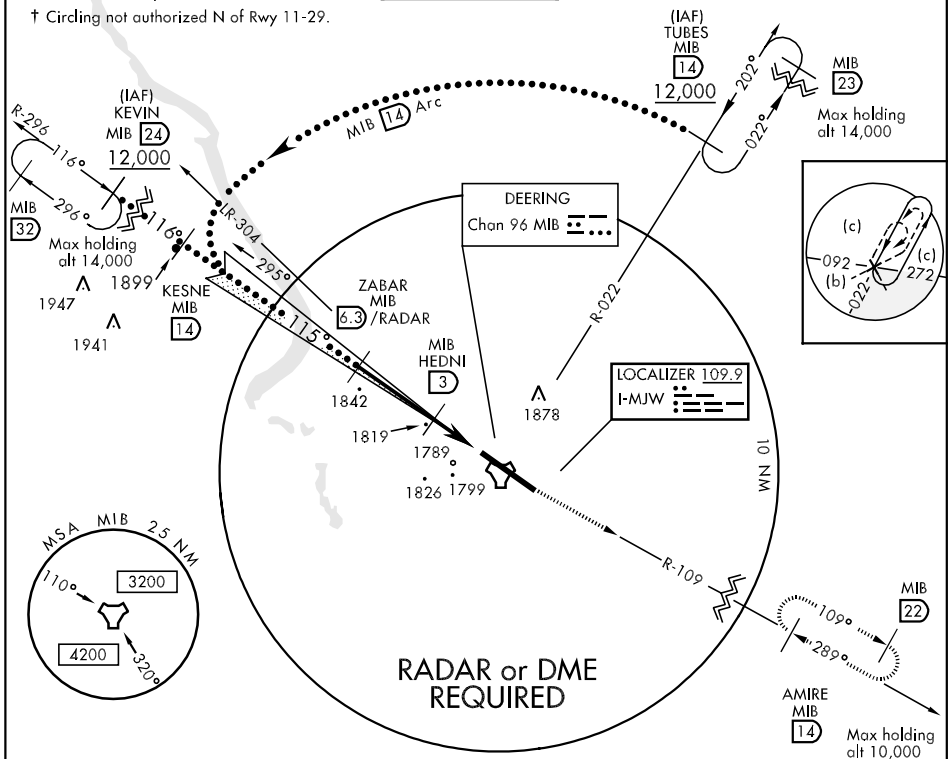 † Circling not authorized N of Rwy 11-29.
(IAF)
TUBES
MIB
14
12,000
202°
022°
MIB
23
Max holding
alt 14,000
MIB 14 Arc
(IAF)
KEVIN
MIB 24
12,000
R-296
116°
296°
MIB
32
Max holding
alt 14,000
116°
LR-304
295°
1899
KESNE
MIB
14
1947
1941
115°
ZABAR
MIB
6.3 /RADAR
DEERING
Chan 96 MIB
R-022
(c)
(c)
(b)
092
272
022°
MIB
HEDNI
3
1842
1819
1789
1826
1799
1878
LOCALIZER 109.9
I-MJW
10 NM
MSA MIB 25 NM
110°
3200
4200
320°
R-109
109°
289°
MIB
22
RADAR or DME
REQUIRED
AMIRE
MIB
14
Max holding
alt 10,000